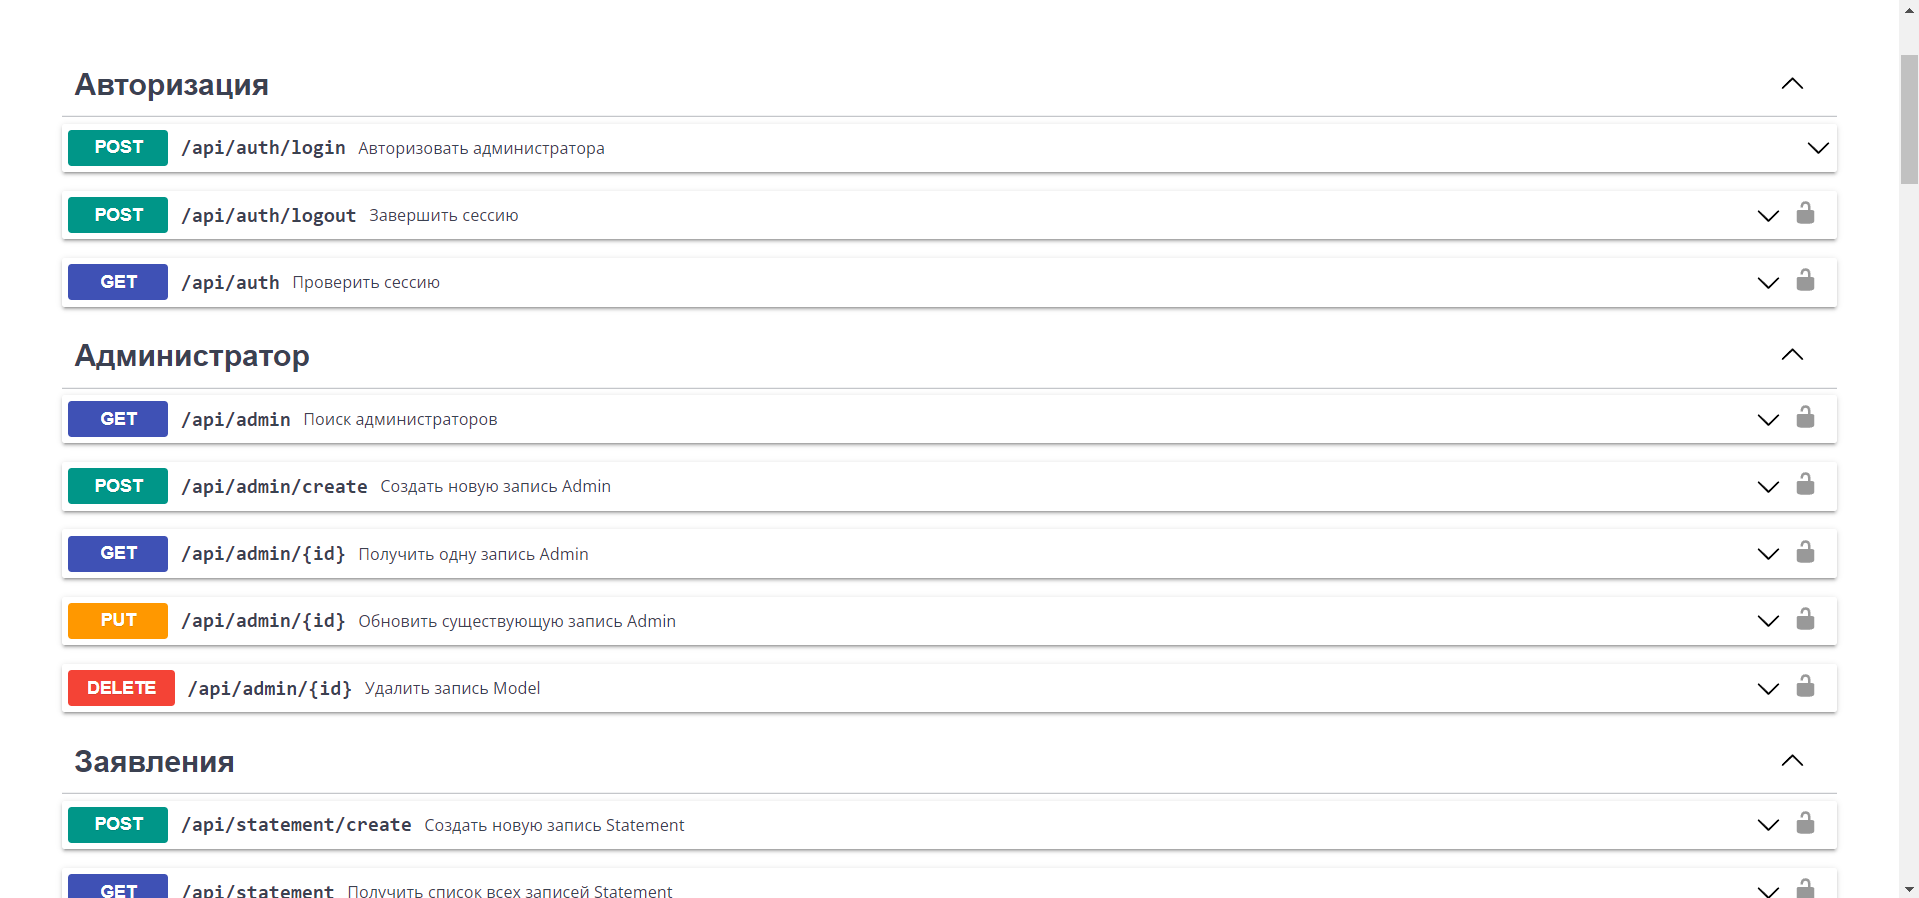 Авторизация
POST /api/auth/login Авторизовать администратора
POST /api/auth/logout Завершить сессию
GET /api/auth Проверить сессию
Администратор
GET /api/admin Поиск администраторов
POST /api/admin/create Создать новую запись Admin
GET /api/admin/{id} Получить одну запись Admin
PUT /api/admin/{id} Обновить существующую запись Admin
DELETE /api/admin/{id} Удалить запись Model
Заявления
POST /api/statement/create Создать новую запись Statement
GET /api/statement Получить список всех записей Statement